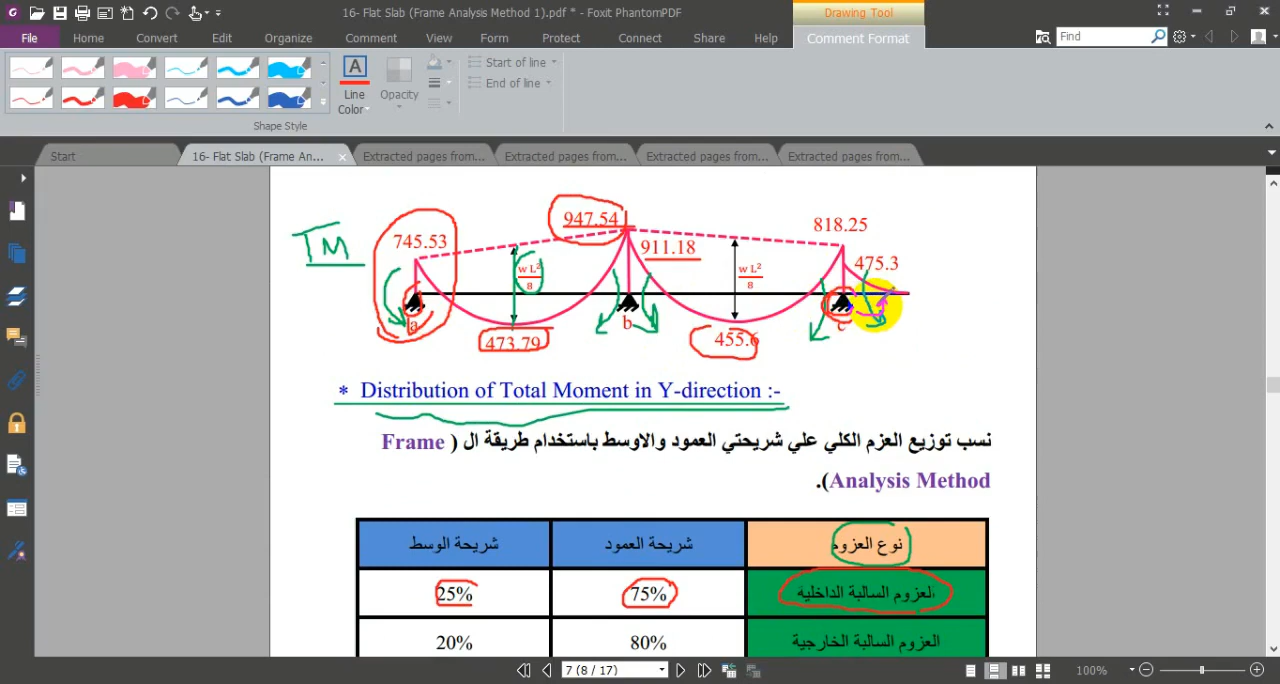 16- Flat Slab (Frame Analysis Method 1).pdf * - Foxit PhantomPDF
Drawing Tool
File Home Convert Edit Organize Comment View Form Protect Connect Share Help Comment Format
Find
Line Color
Opacity
Start of line
End of line
Shape Style
Start
16- Flat Slab (Frame An...
Extracted pages from...
Extracted pages from...
Extracted pages from...
Extracted pages from...
TM
745.53
947.54
911.18
818.25
475.3
w L²
8
w L²
8
a
b
c
473.79
455.6
* Distribution of Total Moment in Y-direction :-
نسب توزيع العزم الكلي علي شريحتي العمود والاوسط باستخدام طريقة ال ( Frame
Analysis Method).
نوع العزوم شريحة العمود شريحة الوسط
العزوم السالبة الداخلية 75% 25%
العزوم السالبة الخارجية 80% 20%
7 (8 / 17)
100%